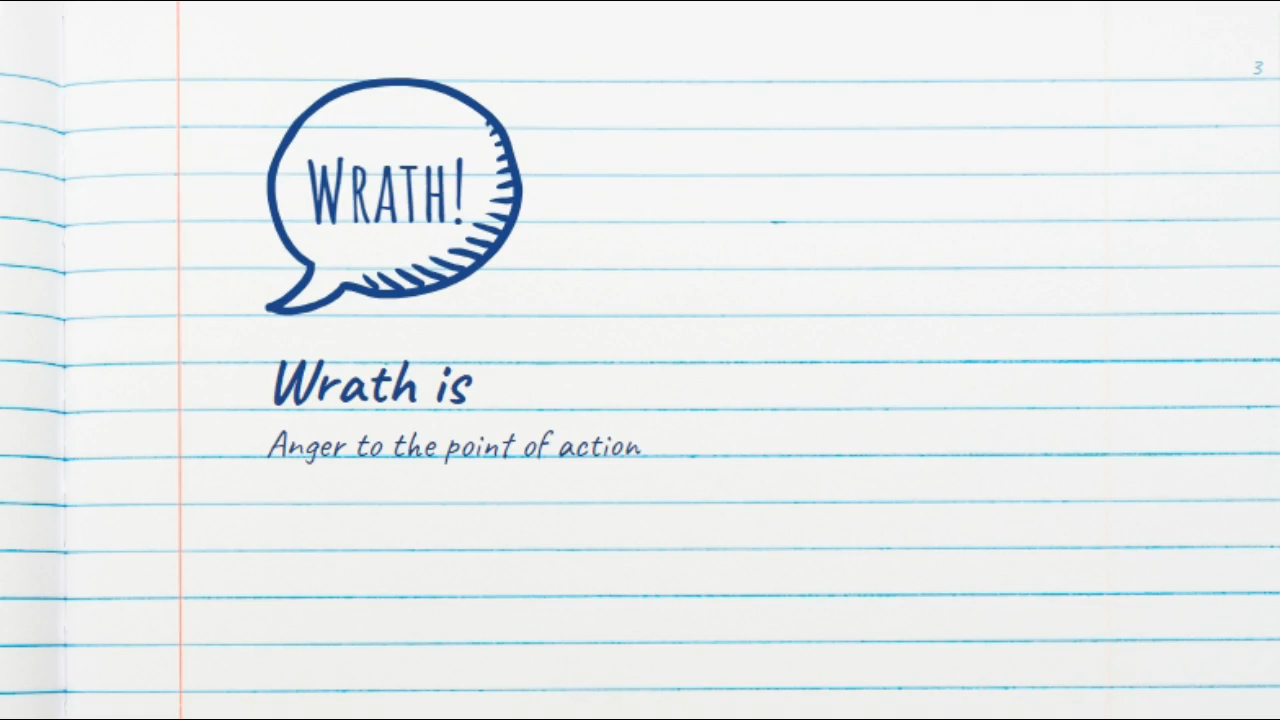 3
WRATH!
Wrath is
Anger to the point of action